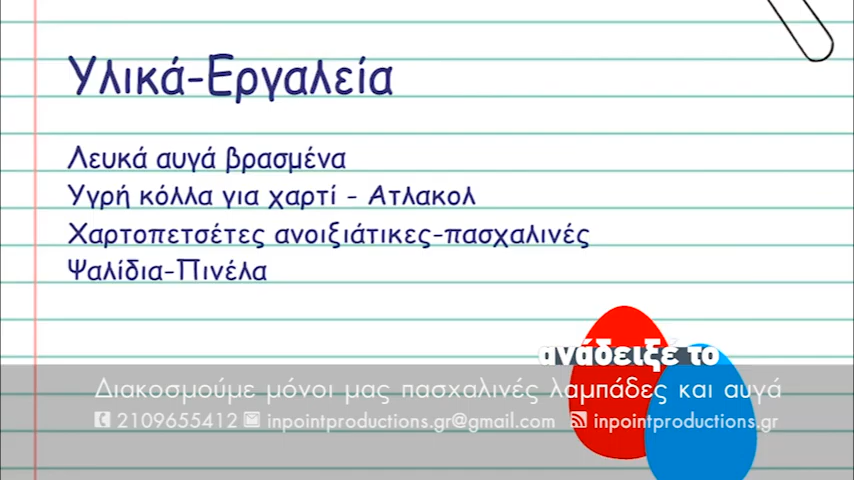 Υλικά-Εργαλεία
Λευκά αυγά βρασμένα
Υγρή κόλλα για χαρτί - Ατλακολ
Χαρτοπετσέτες ανοιξιάτικες-πασχαλινές
Ψαλίδια-Πινέλα
ανάδειξέ το
Διακοσμούμε μόνοι μας πασχαλινές λαμπάδες και αυγά
2109655412 inpointproductions.gr@gmail.com inpointproductions.gr